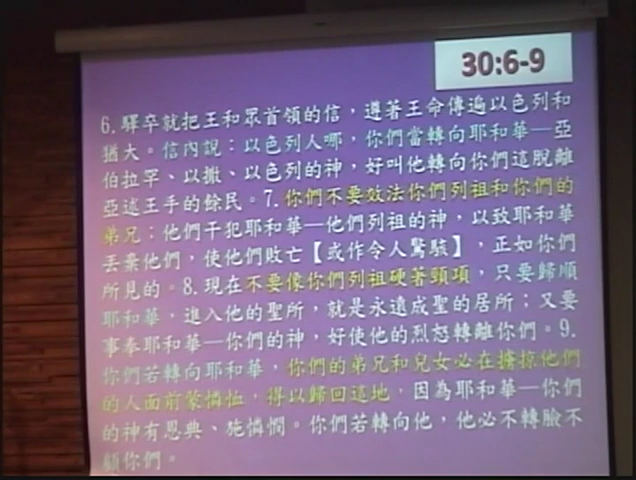 30:6-9
6. 驛卒就把王和眾首領的信，遵著王命傳遍以色列和
猶大。信內說：以色列人哪，你們當轉向耶和華─亞
伯拉罕、以撒、以色列的神，好叫他轉向你們這脫離
亞述王手的餘民。7. 你們不要效法你們列祖和你們的
弟兄；他們干犯耶和華─他們列祖的神，以致耶和華
丟棄他們，使他們敗亡【或作令人驚駭】，正如你們
所見的。8. 現在不要像你們列祖硬著頸項，只要歸順
耶和華，進入他的聖所，就是永遠成聖的居所；又要
事奉耶和華─你們的神，好使他的烈怒轉離你們。9.
你們若轉向耶和華，你們的弟兄和兒女必在擄掠他們
的人面前蒙憐恤，得以歸回這地，因為耶和華─你們
的神有恩典、施憐憫。你們若轉向他，他必不轉臉不
顧你們。